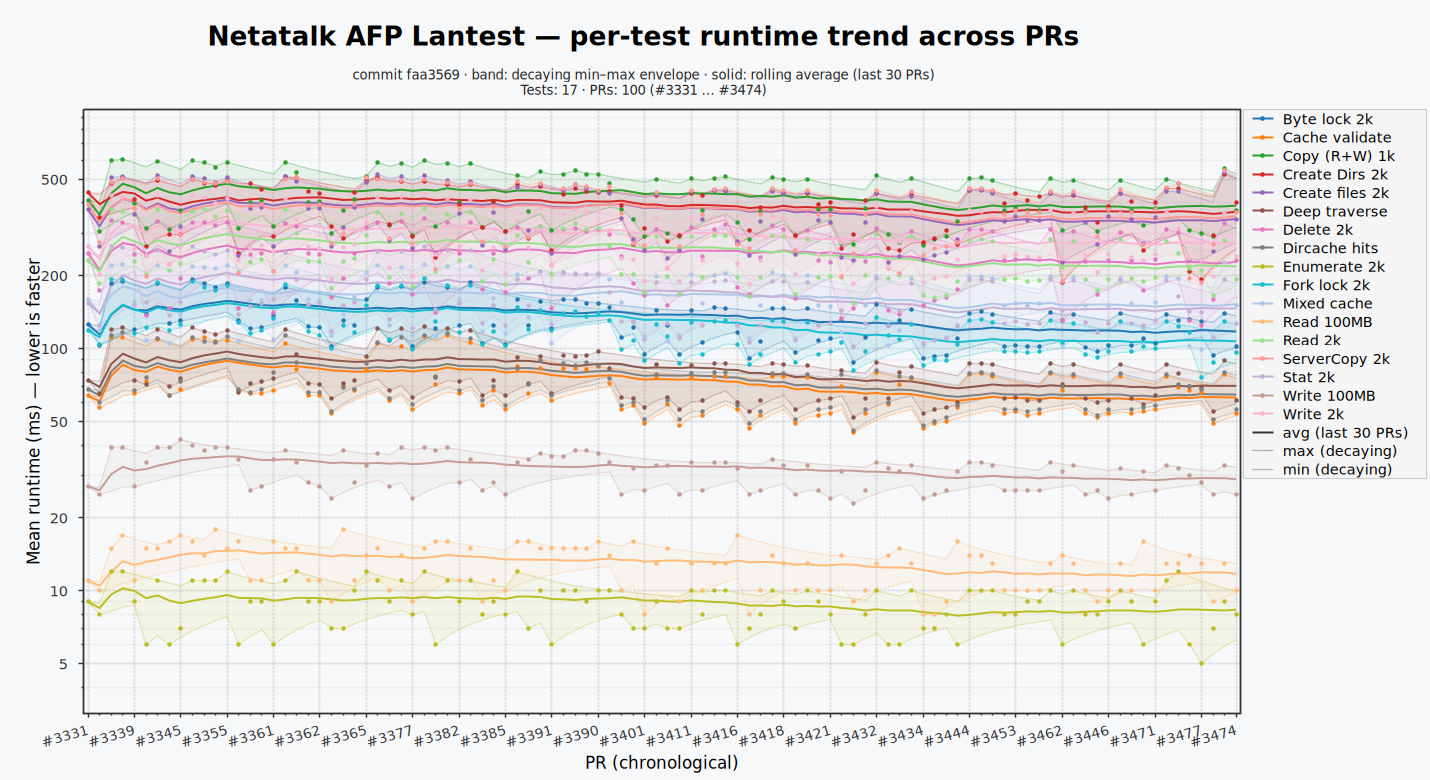 Netatalk AFP Lantest — per-test runtime trend across PRs
commit faa3569 · band: decaying min–max envelope · solid: rolling average (last 30 PRs)
Tests: 17 · PRs: 100 (#3331 … #3474)
Mean runtime (ms) — lower is faster
500
200
100
50
20
10
5
#3331 #3339 #3345 #3355 #3361 #3362 #3365 #3377 #3382 #3385 #3391 #3390 #3401 #3411 #3416 #3418 #3421 #3432 #3434 #3444 #3453 #3462 #3446 #3471 #3477 #3474
PR (chronological)
Byte lock 2k
Cache validate
Copy (R+W) 1k
Create Dirs 2k
Create files 2k
Deep traverse
Delete 2k
Dircache hits
Enumerate 2k
Fork lock 2k
Mixed cache
Read 100MB
Read 2k
ServerCopy 2k
Stat 2k
Write 100MB
Write 2k
avg (last 30 PRs)
max (decaying)
min (decaying)